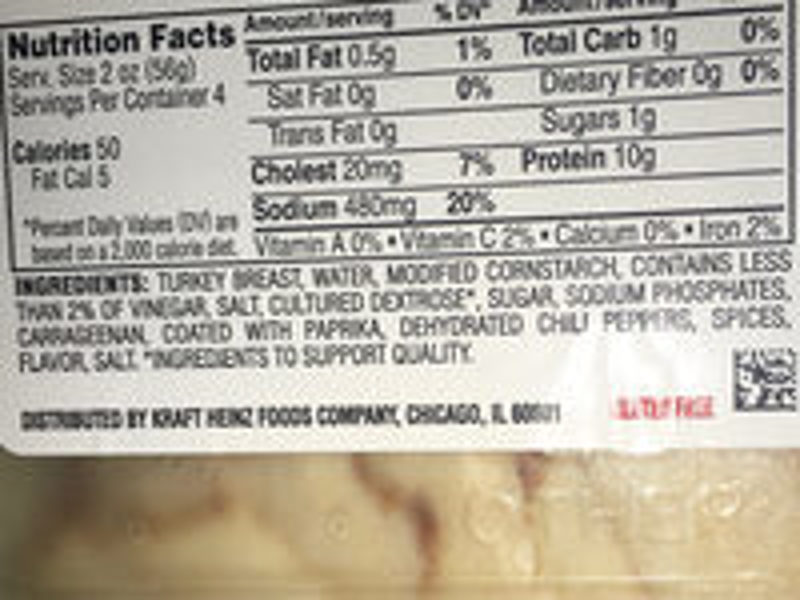 Amount/serving % DV* Amount/serving
Nutrition Facts
Serv. Size 2 oz (56g)
Servings Per Container 4
Calories 50
Fat Cal 5
*Percent Daily Values (DV) are
based on a 2,000 calorie diet.
Total Fat 0.5g 1% Total Carb 1g 0%
Sat Fat 0g 0% Dietary Fiber 0g 0%
Trans Fat 0g Sugars 1g
Cholest 20mg 7% Protein 10g
Sodium 480mg 20%
Vitamin A 0% • Vitamin C 2% • Calcium 0% • Iron 2%
INGREDIENTS: TURKEY BREAST, WATER, MODIFIED CORNSTARCH, CONTAINS LESS
THAN 2% OF VINEGAR, SALT, CULTURED DEXTROSE*, SUGAR, SODIUM PHOSPHATES,
CARRAGEENAN, COATED WITH PAPRIKA, DEHYDRATED CHILI PEPPERS, SPICES,
FLAVOR, SALT. *INGREDIENTS TO SUPPORT QUALITY.
DISTRIBUTED BY KRAFT HEINZ FOODS COMPANY, CHICAGO, IL 60601